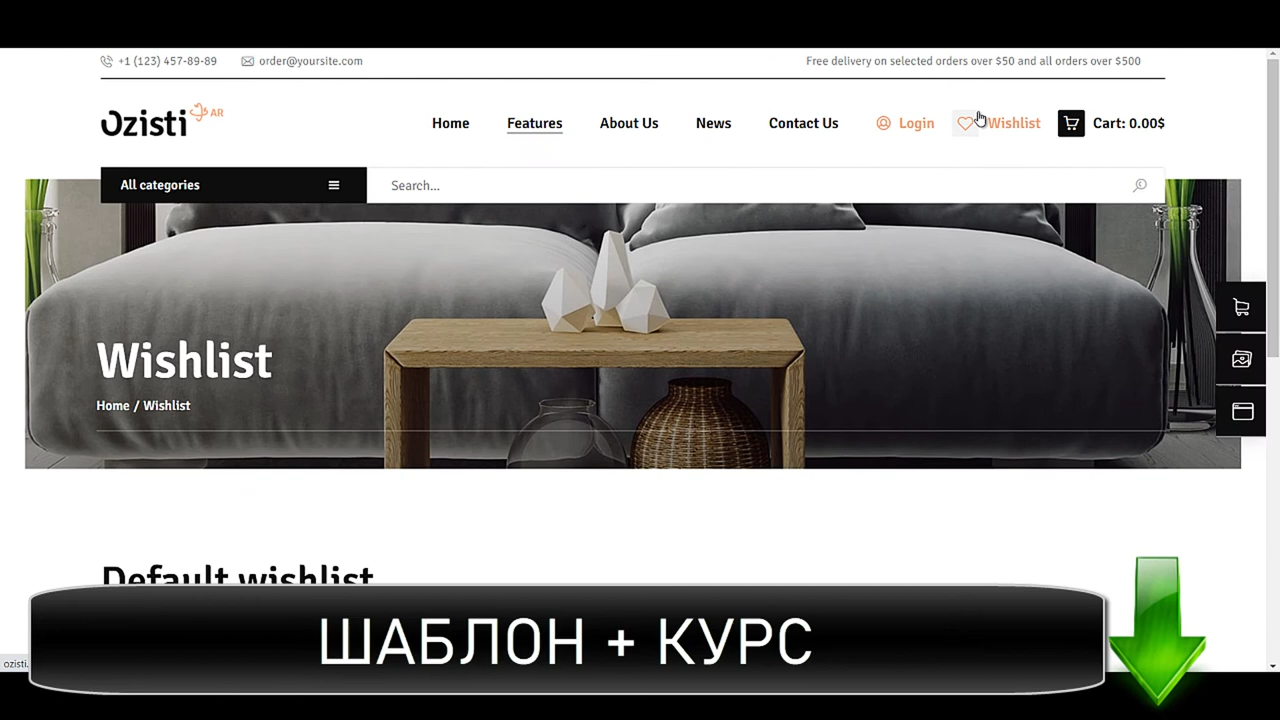 +1 (123) 457-89-89 order@yoursite.com Free delivery on selected orders over $50 and all orders over $500
Ozisti AR Home Features About Us News Contact Us Login Wishlist Cart: 0.00$
All categories Search...
Wishlist
Home / Wishlist
Default wishlist
ozisti.
ШАБЛОН + КУРС